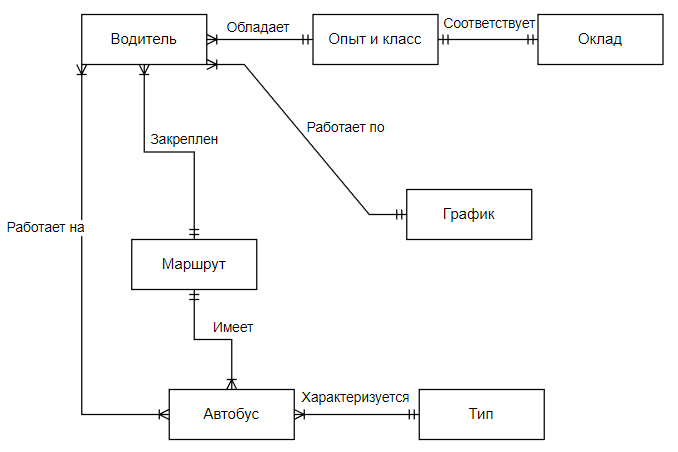 Водитель
Обладает
Опыт и класс
Соответствует
Оклад
Работает по
Закреплен
График
Работает на
Маршрут
Имеет
Характеризуется
Автобус
Тип